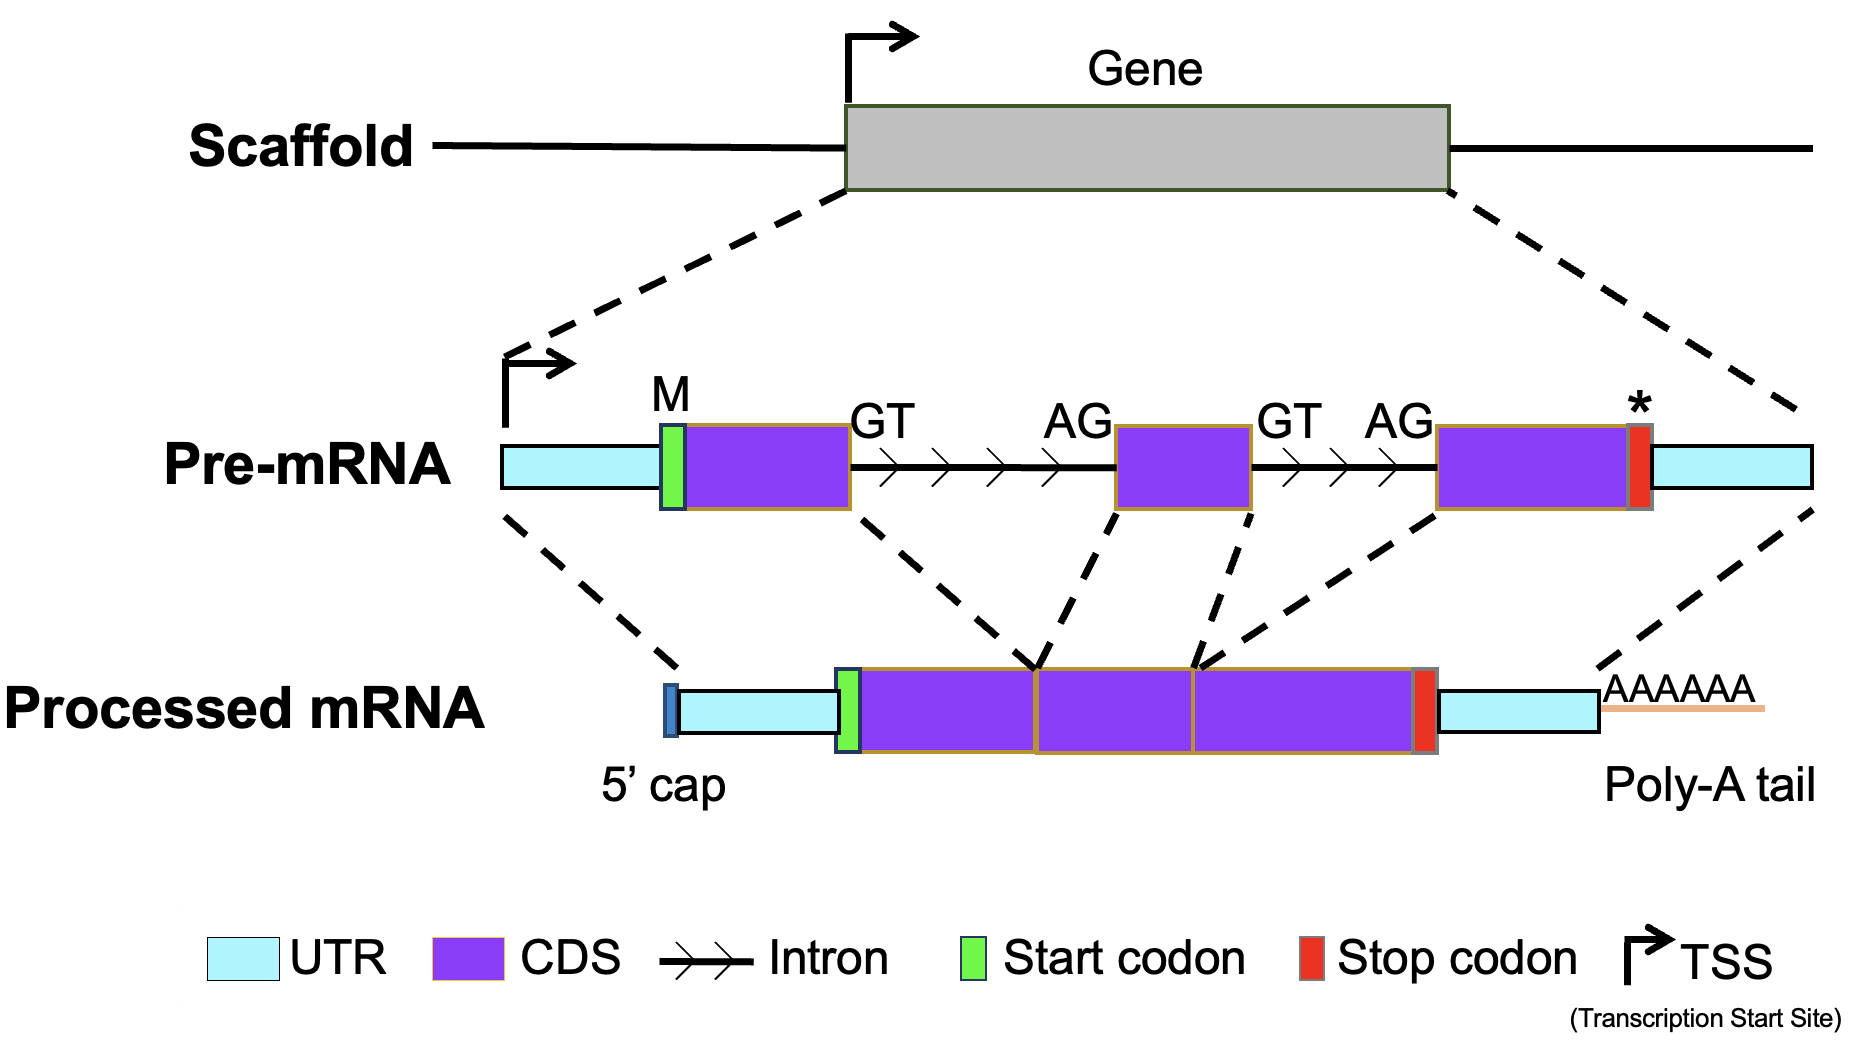 Gene
Scaffold
M
GT AG GT AG *
Pre-mRNA
Processed mRNA
AAAAAA
5’ cap
Poly-A tail
UTR CDS Intron Start codon Stop codon TSS
(Transcription Start Site)